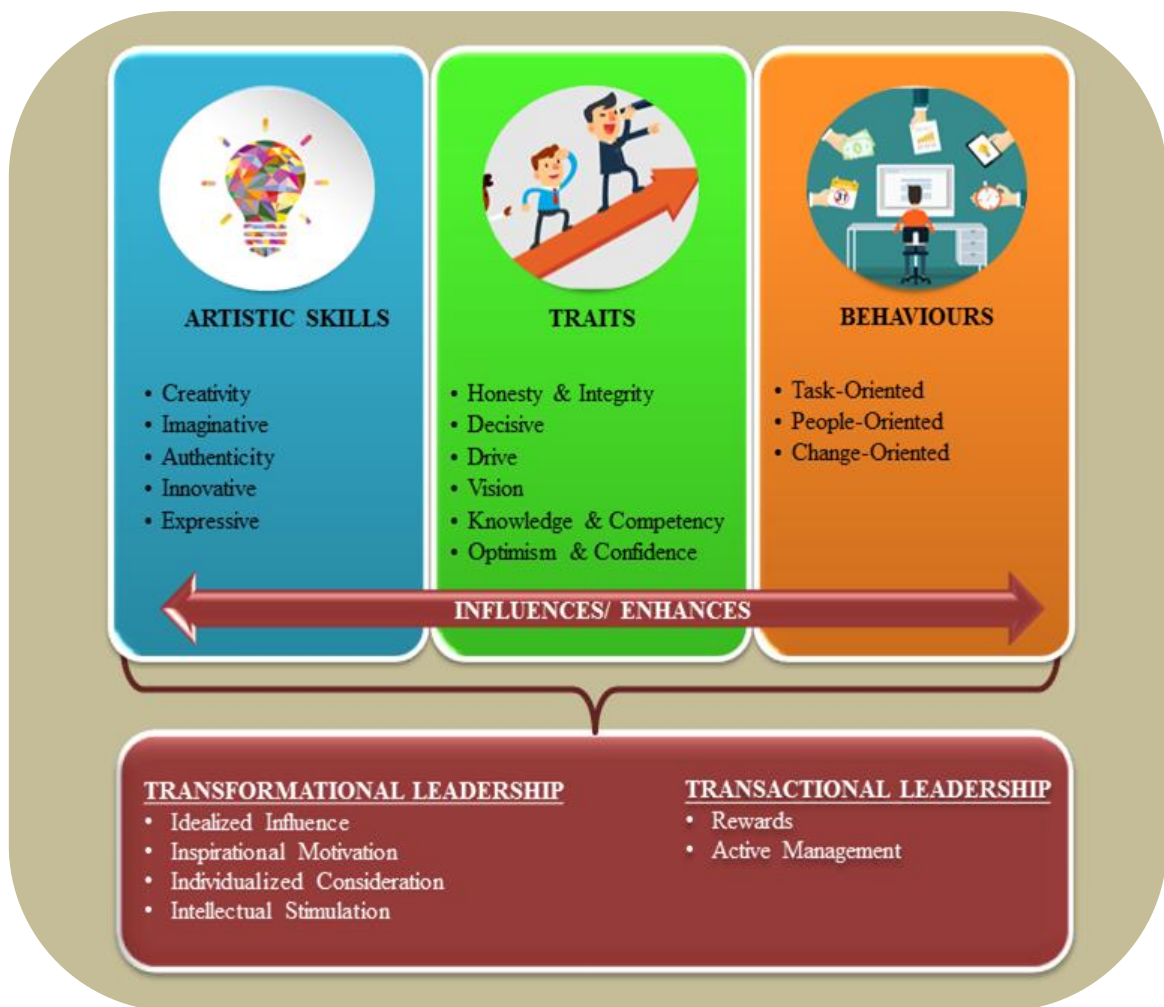 ARTISTIC SKILLS
• Creativity
• Imaginative
• Authenticity
• Innovative
• Expressive
TRAITS
• Honesty & Integrity
• Decisive
• Drive
• Vision
• Knowledge & Competency
• Optimism & Confidence
31
BEHAVIOURS
• Task-Oriented
• People-Oriented
• Change-Oriented
INFLUENCES/ ENHANCES
TRANSFORMATIONAL LEADERSHIP
• Idealized Influence
• Inspirational Motivation
• Individualized Consideration
• Intellectual Stimulation
TRANSACTIONAL LEADERSHIP
• Rewards
• Active Management